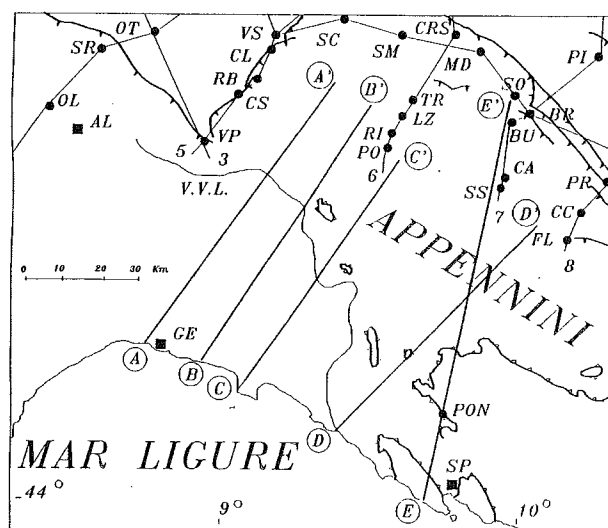 OT
VS
SC
CRS
SR
CL
SM
MD
PI
RB
CS
A'
B'
TR
SO
E'
BR
OL
AL
LZ
BU
VP
RI
5
3
PO
C'
V.V.L.
6
CA
SS
7
D'
PR
CC
FL
8
APPENNINI
0 10 20 30 Km.
GE
A
B
C
D
PON
MAR LIGURE
SP
E
44°
9°
10°